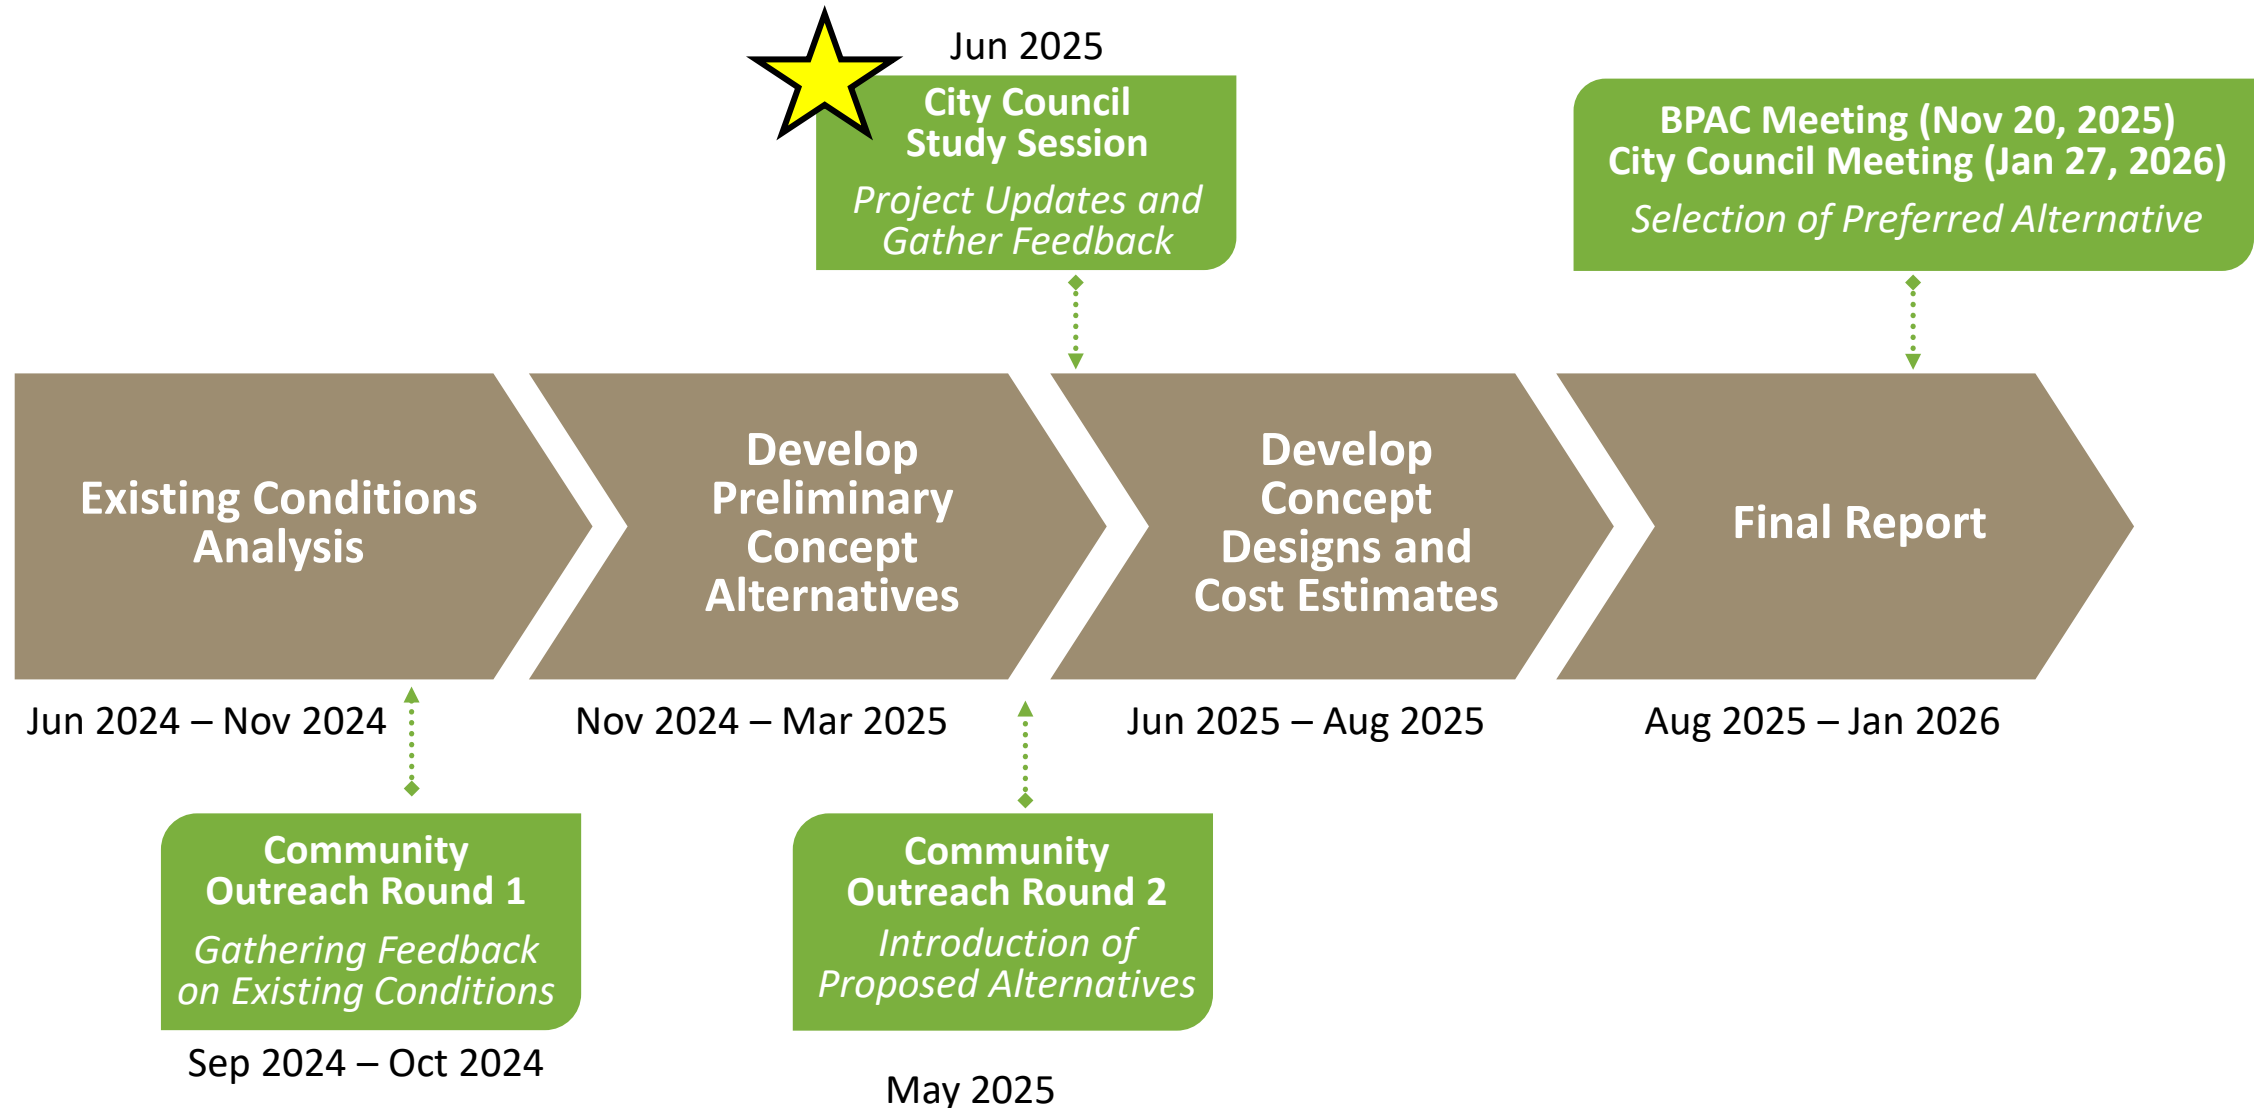 Jun 2025
City Council
Study Session
Project Updates and
Gather Feedback
BPAC Meeting (Nov 20, 2025)
City Council Meeting (Jan 27, 2026)
Selection of Preferred Alternative
Existing Conditions
Analysis
Develop
Preliminary
Concept
Alternatives
Develop
Concept
Designs and
Cost Estimates
Final Report
Jun 2024 – Nov 2024
Nov 2024 – Mar 2025
Jun 2025 – Aug 2025
Aug 2025 – Jan 2026
Community
Outreach Round 1
Gathering Feedback
on Existing Conditions
Sep 2024 – Oct 2024
Community
Outreach Round 2
Introduction of
Proposed Alternatives
May 2025